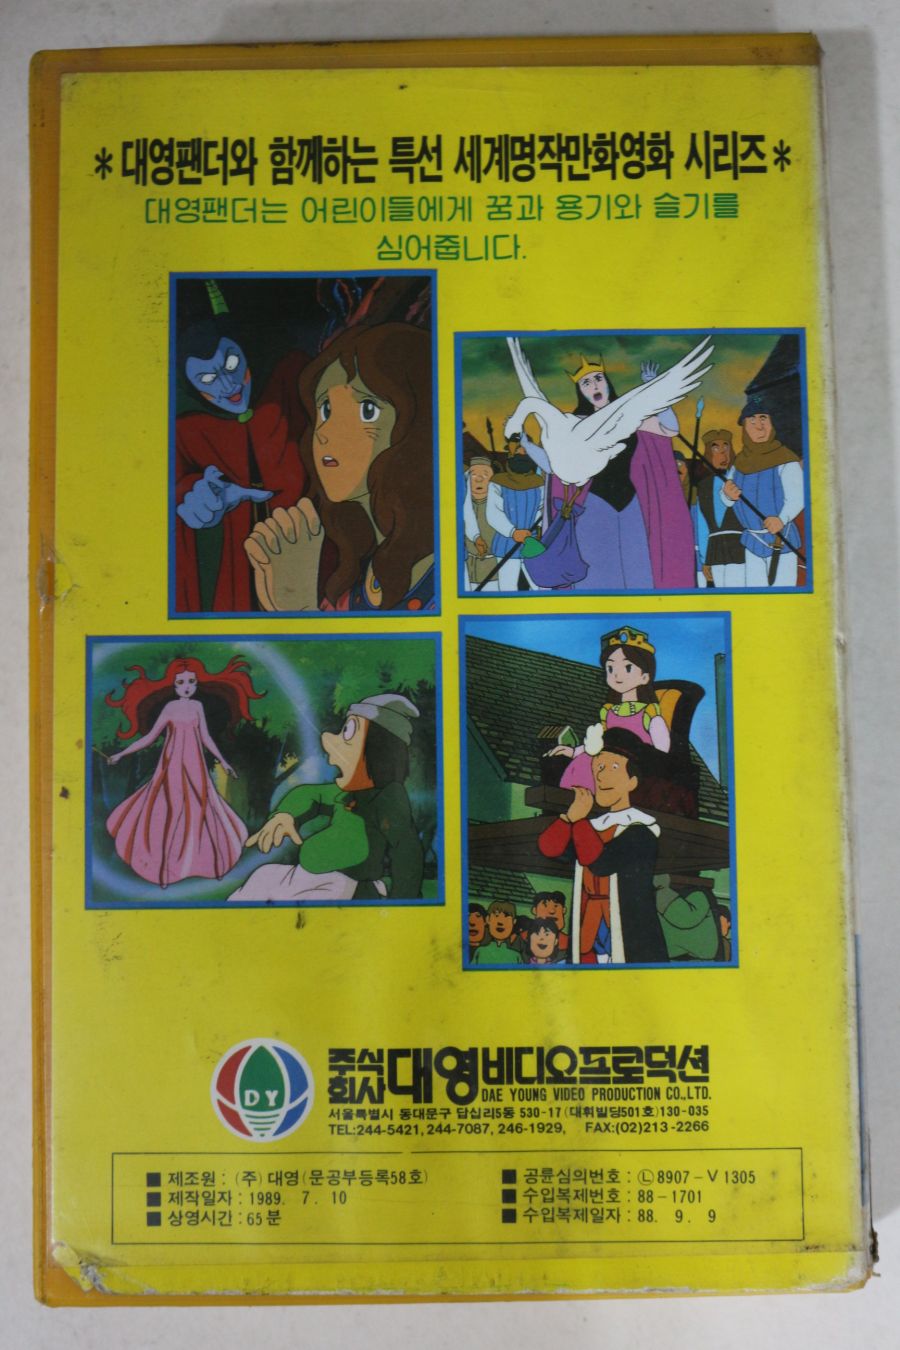 *대영팬더와 함께하는 특선 세계명작만화영화 시리즈*
대영팬더는 어린이들에게 꿈과 용기와 슬기를
심어줍니다.
DY
주식회사 대영비디오프로덕션
DAE YOUNG VIDEO PRODUCTION CO.,LTD.
서울특별시 동대문구 답십리5동 530-17(대휘빌딩501호)130-035
TEL:244-5421, 244-7087, 246-1929, FAX:(02)213-2266
■ 제조원 : (주) 대영(문공부등록58호)
■ 제작일자 : 1989. 7. 10
■ 상영시간 : 65분
■ 공륜심의번호 : Ⓛ8907-V1305
■ 수입복제번호 : 88-1701
■ 수입복제일자 : 88. 9. 9